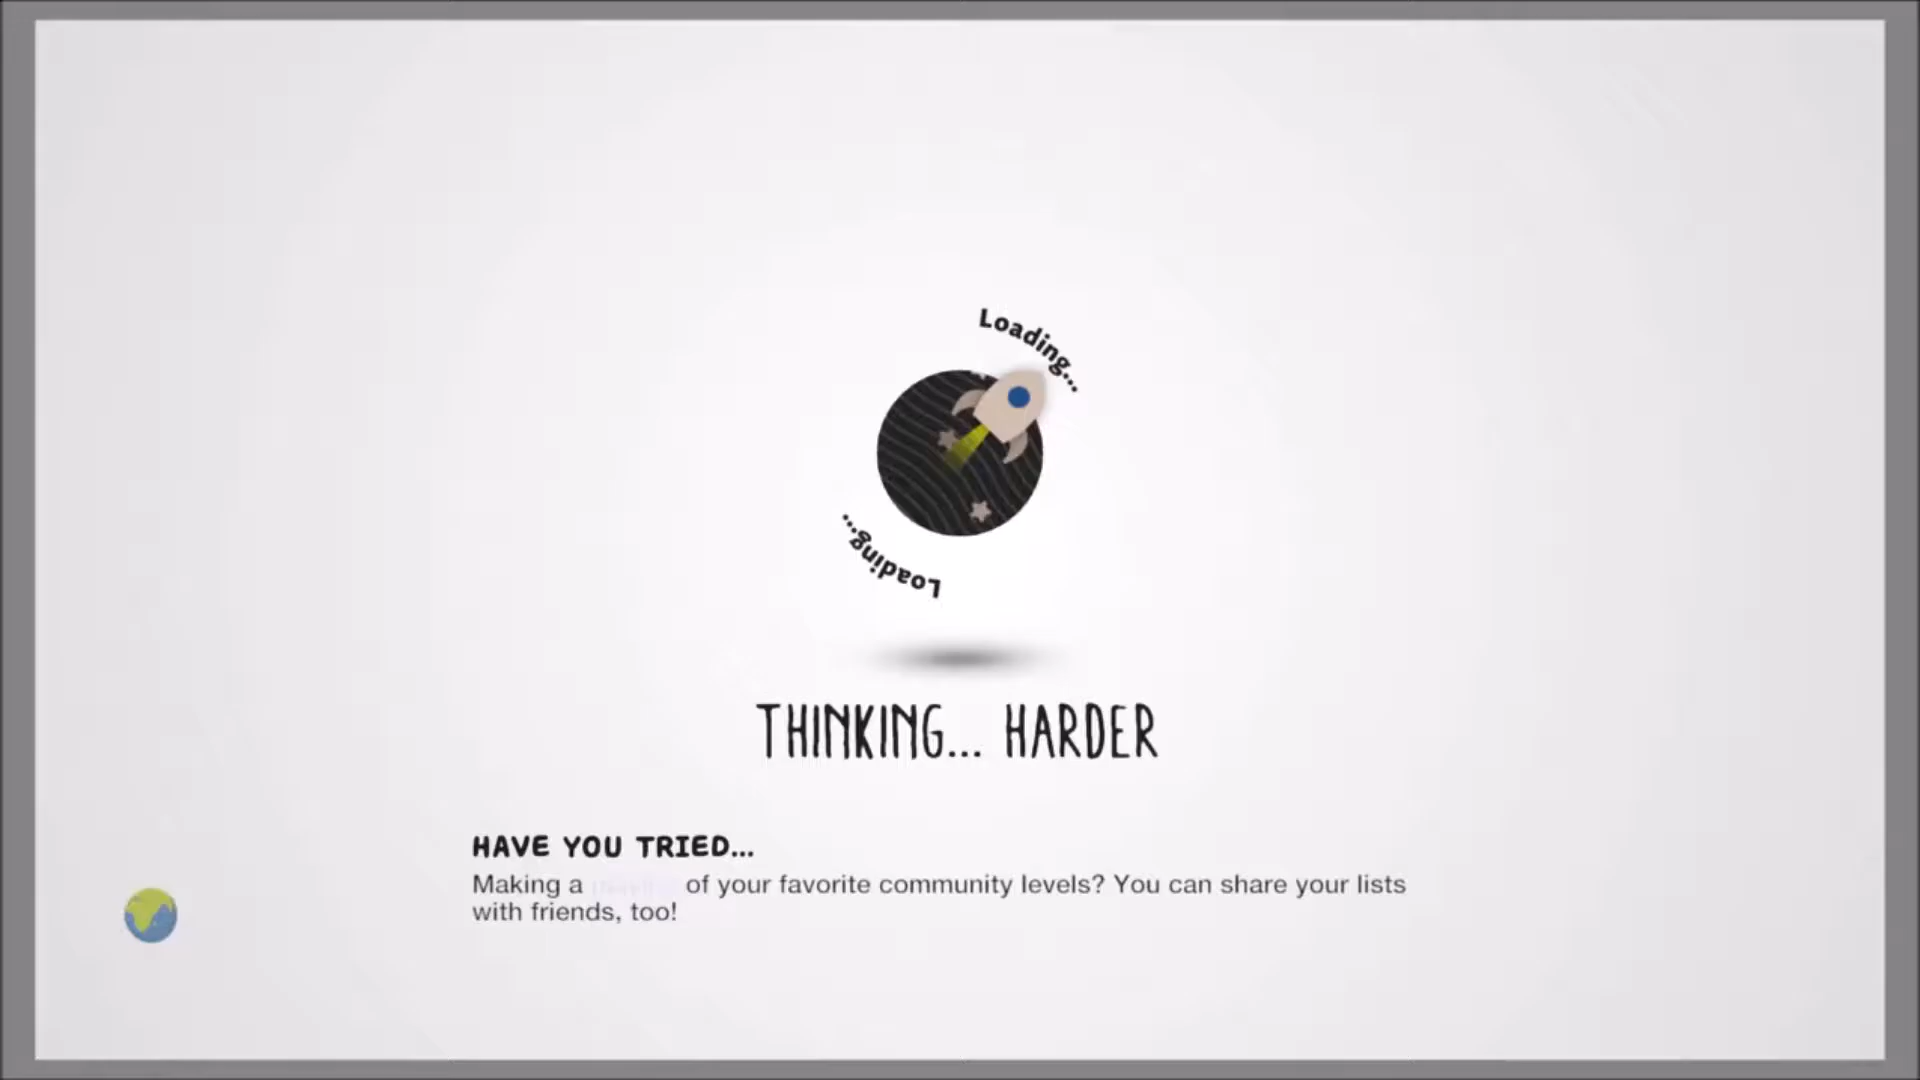 Loading...
Loading...
THINKING... HARDER
HAVE YOU TRIED...
Making a of your favorite community levels? You can share your lists
with friends, too!